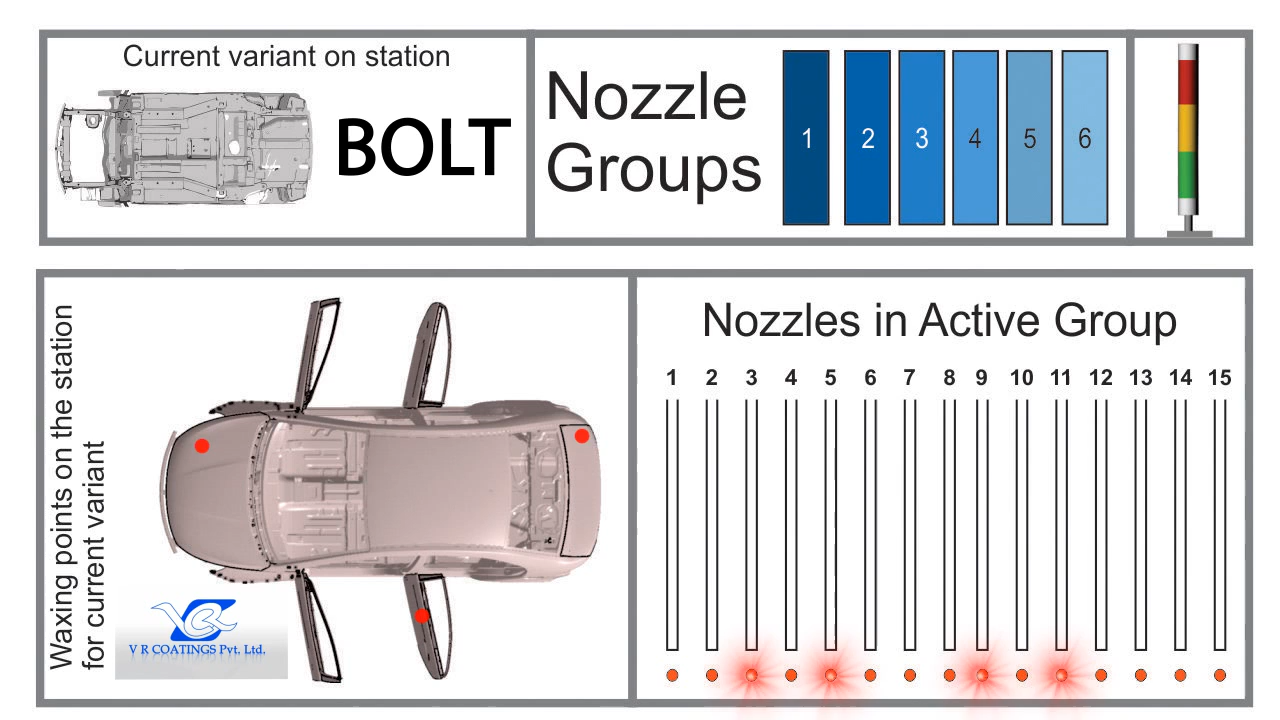 Current variant on station
BOLT
Nozzle
Groups
1 2 3 4 5 6
Waxing points on the station
for current variant
V R COATINGS Pvt. Ltd.
Nozzles in Active Group
1 2 3 4 5 6 7 8 9 10 11 12 13 14 15